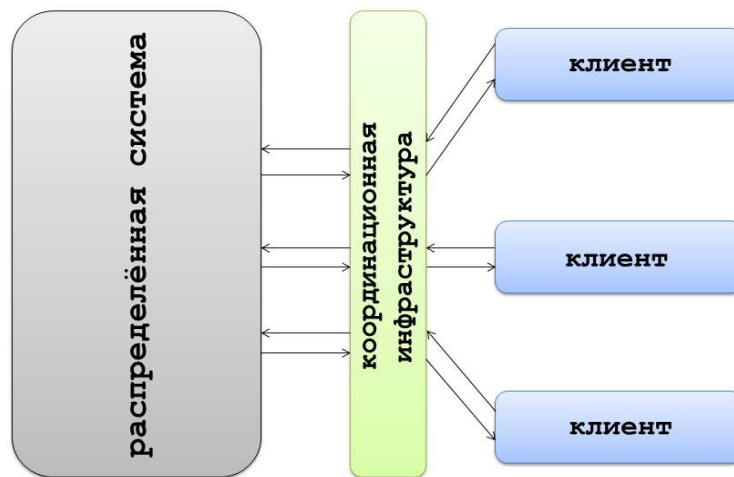 распределённая система
координационная
инфраструктура
клиент
клиент
клиент